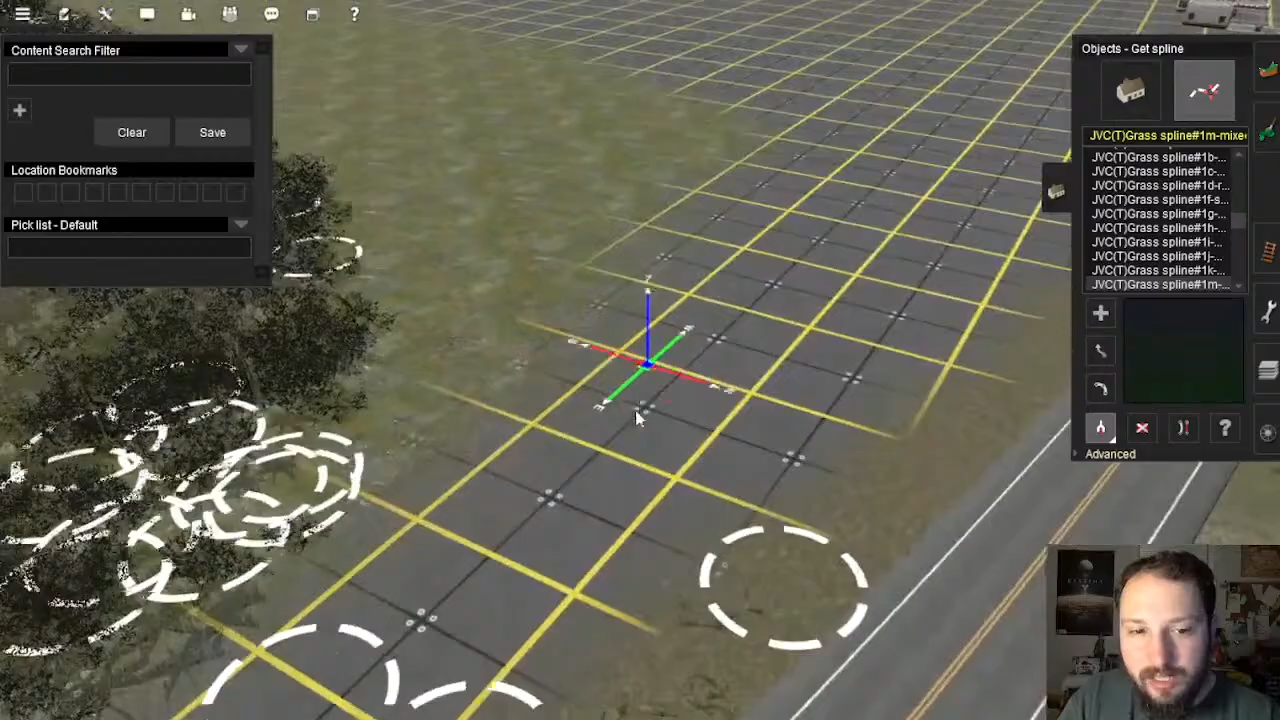 ?
Content Search Filter
Clear
Save
Location Bookmarks
Pick list - Default
Objects - Get spline
JVC(T)Grass spline#1m-mixe
JVC(T)Grass spline#1b-...
JVC(T)Grass spline#1c-...
JVC(T)Grass spline#1d-r...
JVC(T)Grass spline#1f-s...
JVC(T)Grass spline#1g-...
JVC(T)Grass spline#1h-...
JVC(T)Grass spline#1i-...
JVC(T)Grass spline#1j-...
JVC(T)Grass spline#1k-...
JVC(T)Grass spline#1m-...
?
Advanced